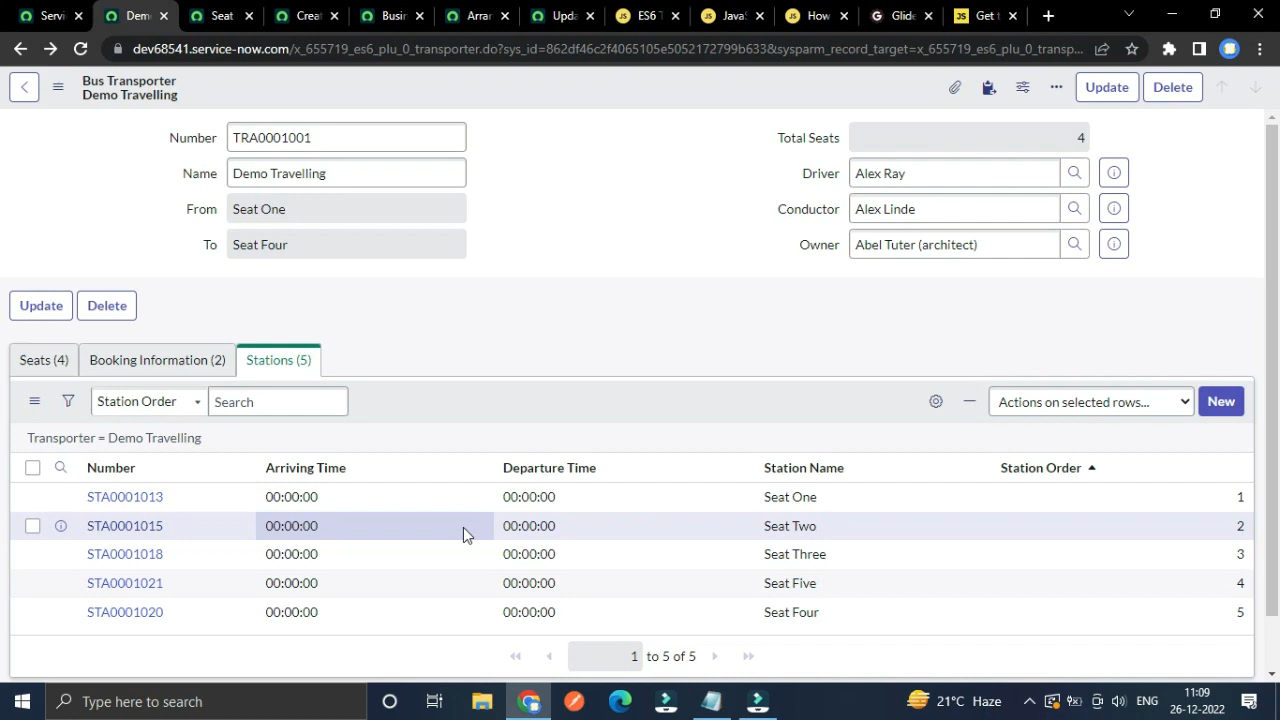 Servi
Demo
Seat
Creat
Busin
Arran
Upda
ES6 T
JavaS
How
Glide
Get t
dev68541.service-now.com/x_655719_es6_plu_0_transporter.do?sys_id=862df46c2f4065105e5052172799b633&sysparm_record_target=x_655719_es6_plu_0_transp...
Bus Transporter
Demo Travelling
Update
Delete
Number TRA0001001
Name Demo Travelling
From Seat One
To Seat Four
Total Seats 4
Driver Alex Ray
Conductor Alex Linde
Owner Abel Tuter (architect)
Update Delete
Seats (4) Booking Information (2) Stations (5)
Station Order Search Actions on selected rows... New
Transporter = Demo Travelling
Number Arriving Time Departure Time Station Name Station Order
STA0001013 00:00:00 00:00:00 Seat One 1
STA0001015 00:00:00 00:00:00 Seat Two 2
STA0001018 00:00:00 00:00:00 Seat Three 3
STA0001021 00:00:00 00:00:00 Seat Five 4
STA0001020 00:00:00 00:00:00 Seat Four 5
1 to 5 of 5
Type here to search
21°C Haze
ENG
11:09
26-12-2022